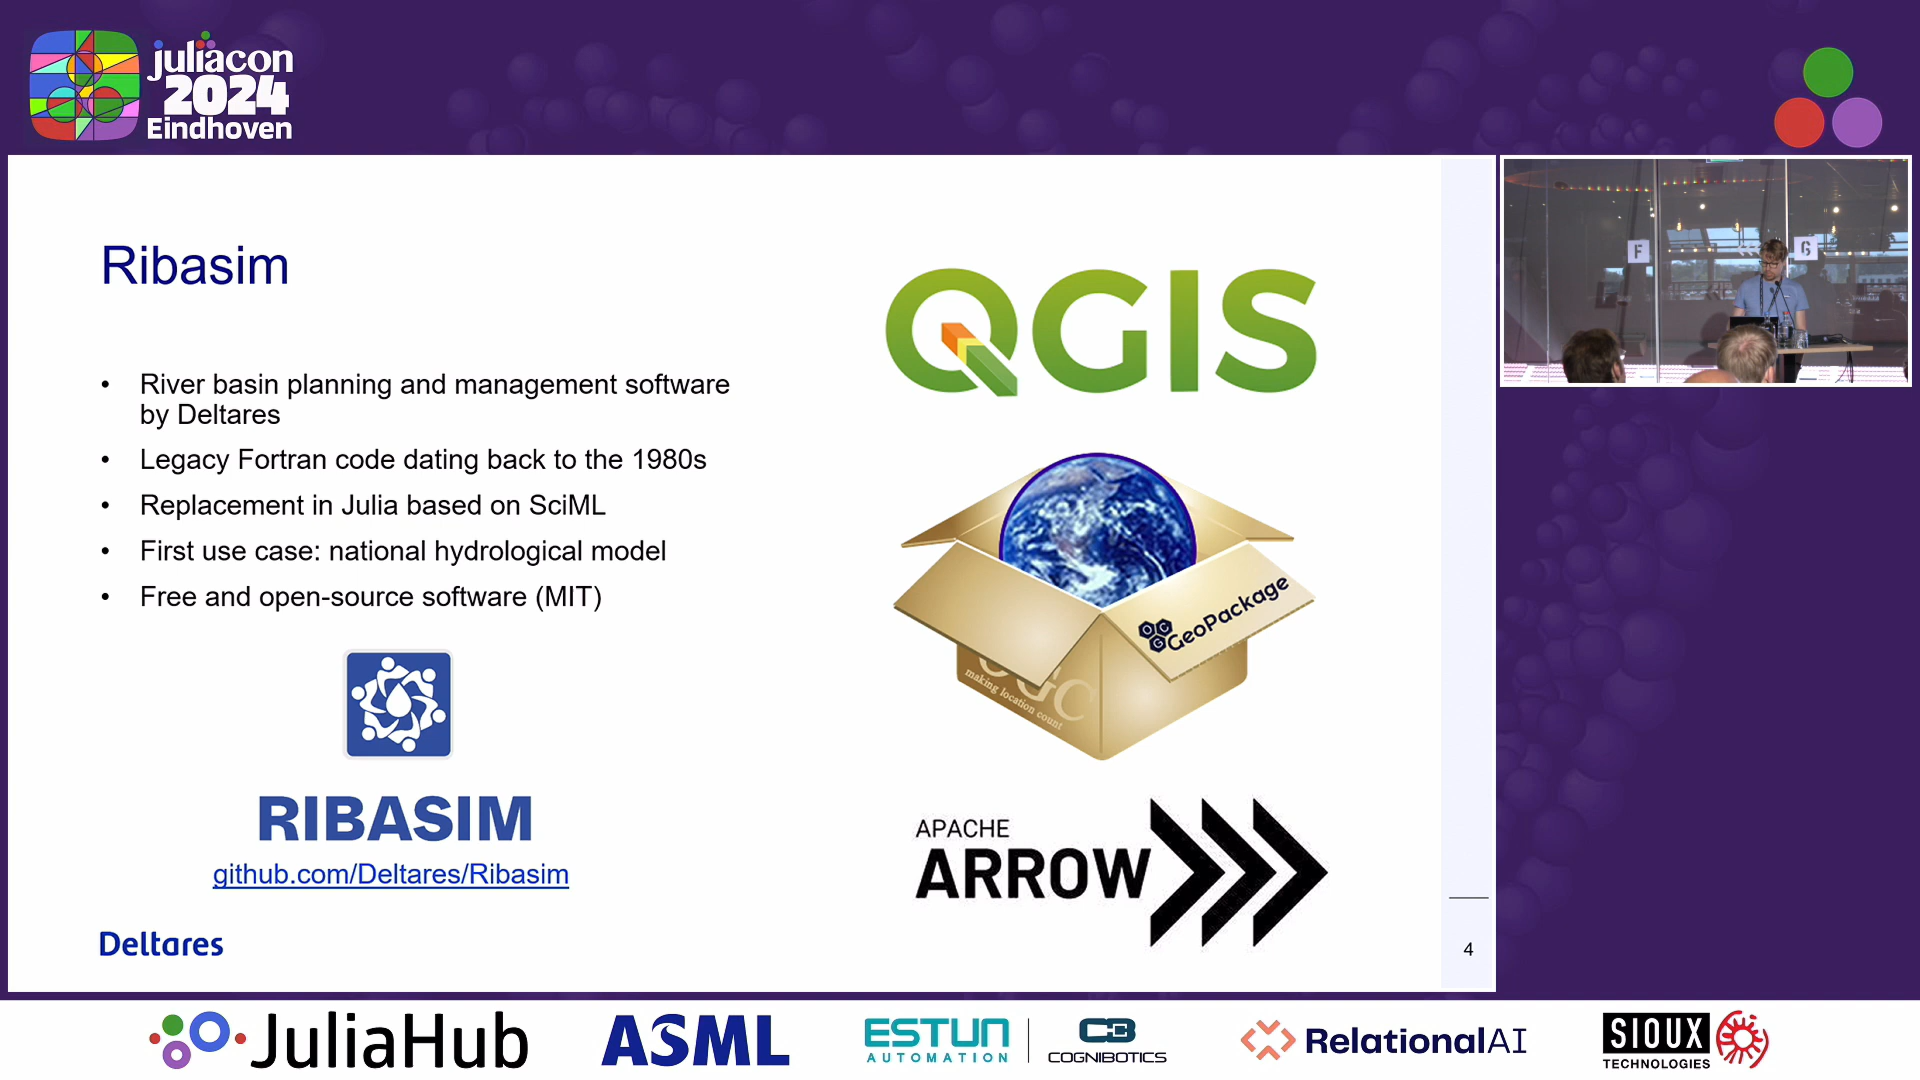 juliacon
2024
Eindhoven
F
G
Ribasim
• River basin planning and management software
by Deltares
• Legacy Fortran code dating back to the 1980s
• Replacement in Julia based on SciML
• First use case: national hydrological model
• Free and open-source software (MIT)
RIBASIM
github.com/Deltares/Ribasim
Deltares
QGIS
OGC
GeoPackage
OGC
making location count
APACHE
ARROW
4
JuliaHub
ASML
ESTUN
AUTOMATION
CB
COGNIBOTICS
RelationalAI
SIOUX
TECHNOLOGIES